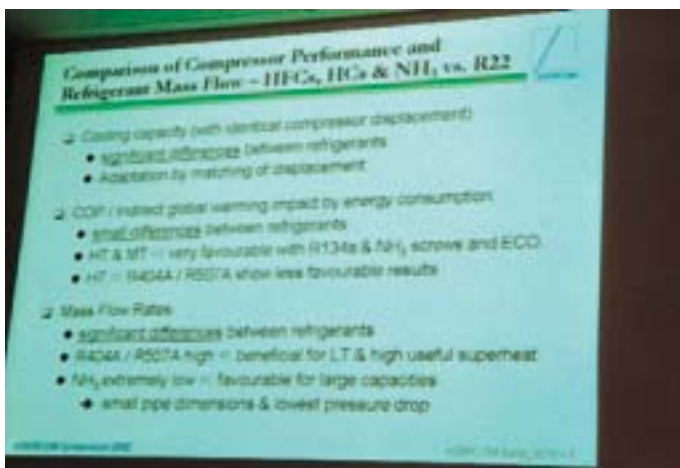 Comparison of Compressor Performance and
Refrigerant Mass Flow – HFCs, HCs & NH3 vs. R22
Cooling capacity (with identical compressor displacement)
significant differences between refrigerants
Adaptation by matching of displacement
COP / indirect global warming impact by energy consumption
small differences between refrigerants
HT & MT = very favourable with R134a & NH3 screws and ECO
HT = R404A / R507A show less favourable results
Mass Flow Rates
significant differences between refrigerants
R404A / R507A high = beneficial for LT & high useful superheat
NH3 extremely low = favourable for large capacities
small pipe dimensions & lowest pressure drop